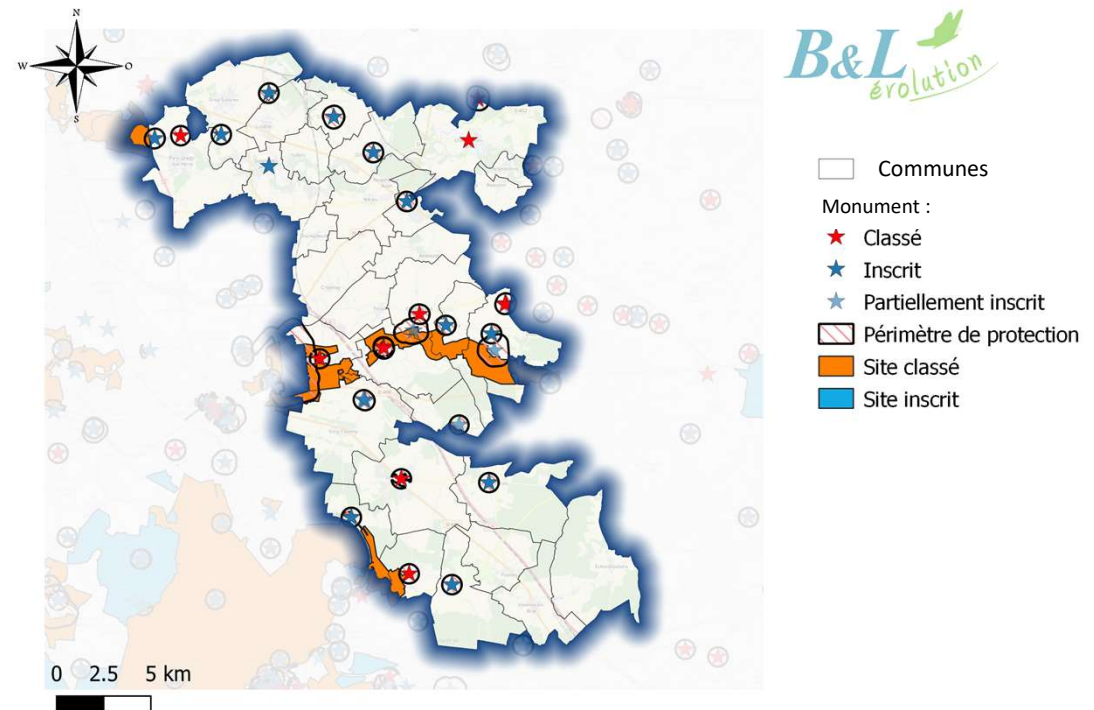 N
W
O
S
B&L
évolution
Communes
Monument :
Classé
Inscrit
Partiellement inscrit
Périmètre de protection
Site classé
Site inscrit
0 2.5 5 km